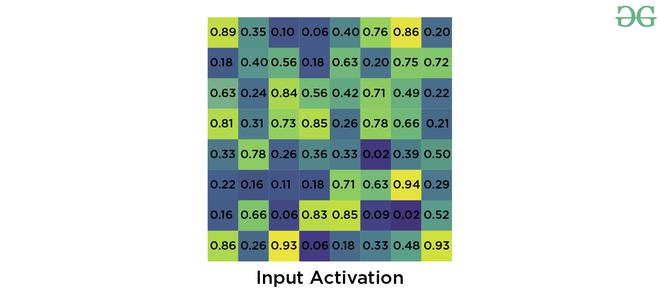 0.89 0.35 0.10 0.06 0.40 0.76 0.86 0.20
0.18 0.40 0.56 0.18 0.63 0.20 0.75 0.72
0.63 0.24 0.84 0.56 0.42 0.71 0.49 0.22
0.81 0.31 0.73 0.85 0.26 0.78 0.66 0.21
0.33 0.78 0.26 0.36 0.33 0.02 0.39 0.50
0.22 0.16 0.11 0.18 0.71 0.63 0.94 0.29
0.16 0.66 0.06 0.83 0.85 0.09 0.02 0.52
0.86 0.26 0.93 0.06 0.18 0.33 0.48 0.93
Input Activation